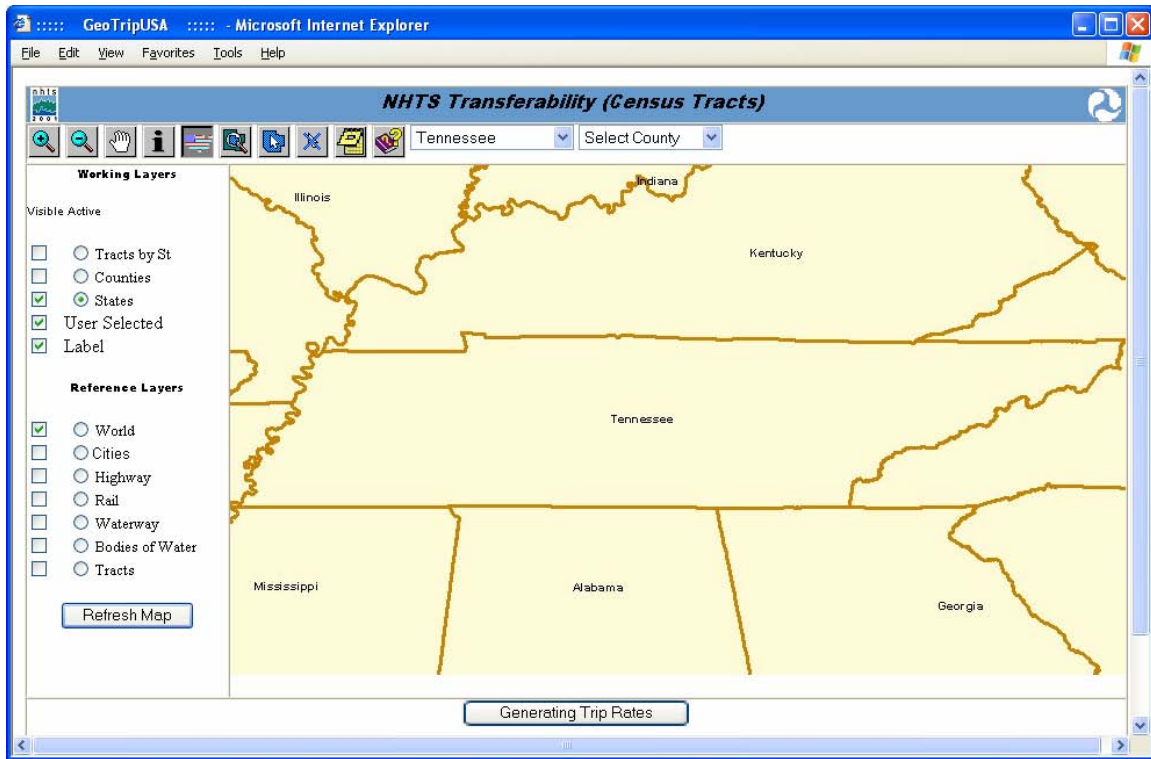 ::::: GeoTripUSA ::::: - Microsoft Internet Explorer
File Edit View Favorites Tools Help
nhts
2001
NHTS Transferability (Census Tracts)
Tennessee
Select County
Working Layers
Visible Active
Tracts by St
Counties
States
User Selected
Label
Reference Layers
World
Cities
Highway
Rail
Waterway
Bodies of Water
Tracts
Refresh Map
Illinois
Indiana
Kentucky
Tennessee
Mississippi
Alabama
Georgia
Generating Trip Rates